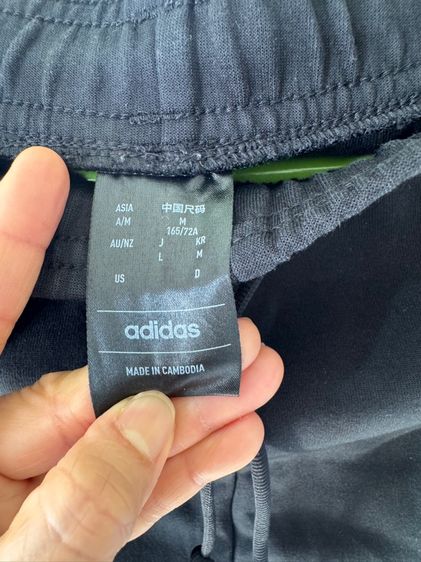 ASIA 中国尺码
A/M M
165/72A
AU/NZ J KR
L M
US D
adidas
MADE IN CAMBODIA